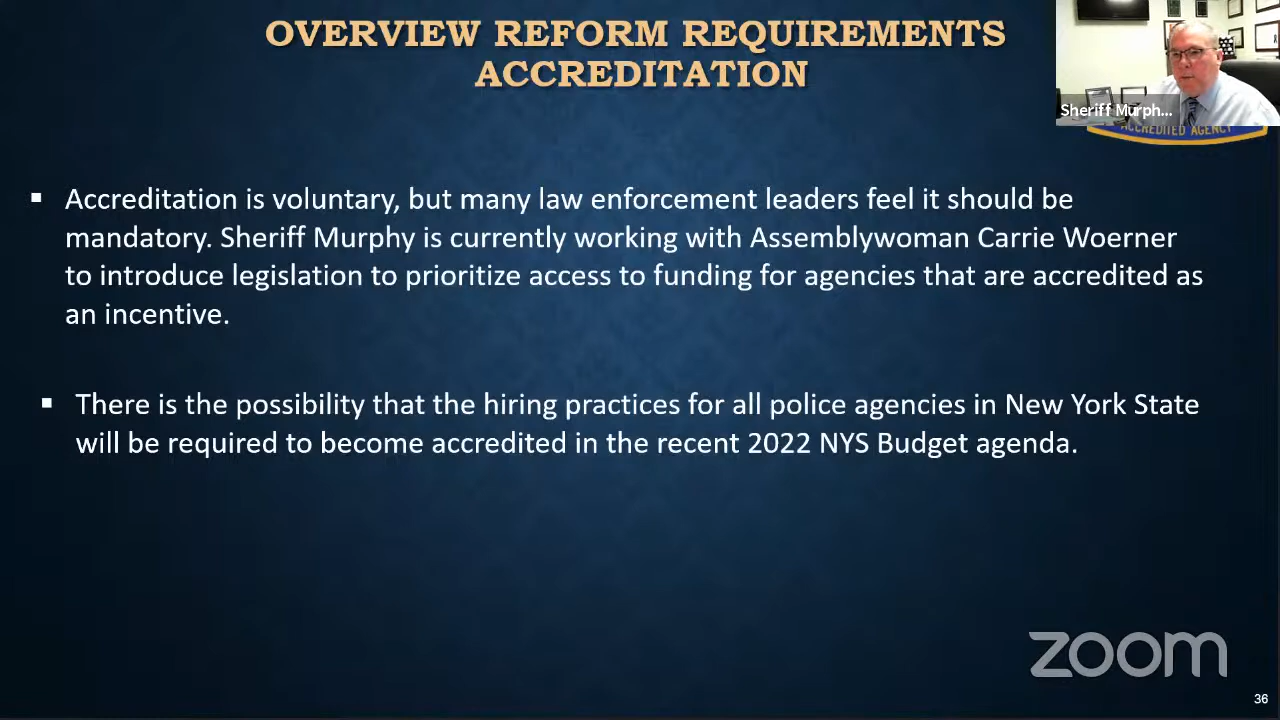 OVERVIEW REFORM REQUIREMENTS
ACCREDITATION
Sheriff Murph...
ACCREDITED AGENCY
▪ Accreditation is voluntary, but many law enforcement leaders feel it should be
mandatory. Sheriff Murphy is currently working with Assemblywoman Carrie Woerner
to introduce legislation to prioritize access to funding for agencies that are accredited as
an incentive.
▪ There is the possibility that the hiring practices for all police agencies in New York State
will be required to become accredited in the recent 2022 NYS Budget agenda.
zoom
36